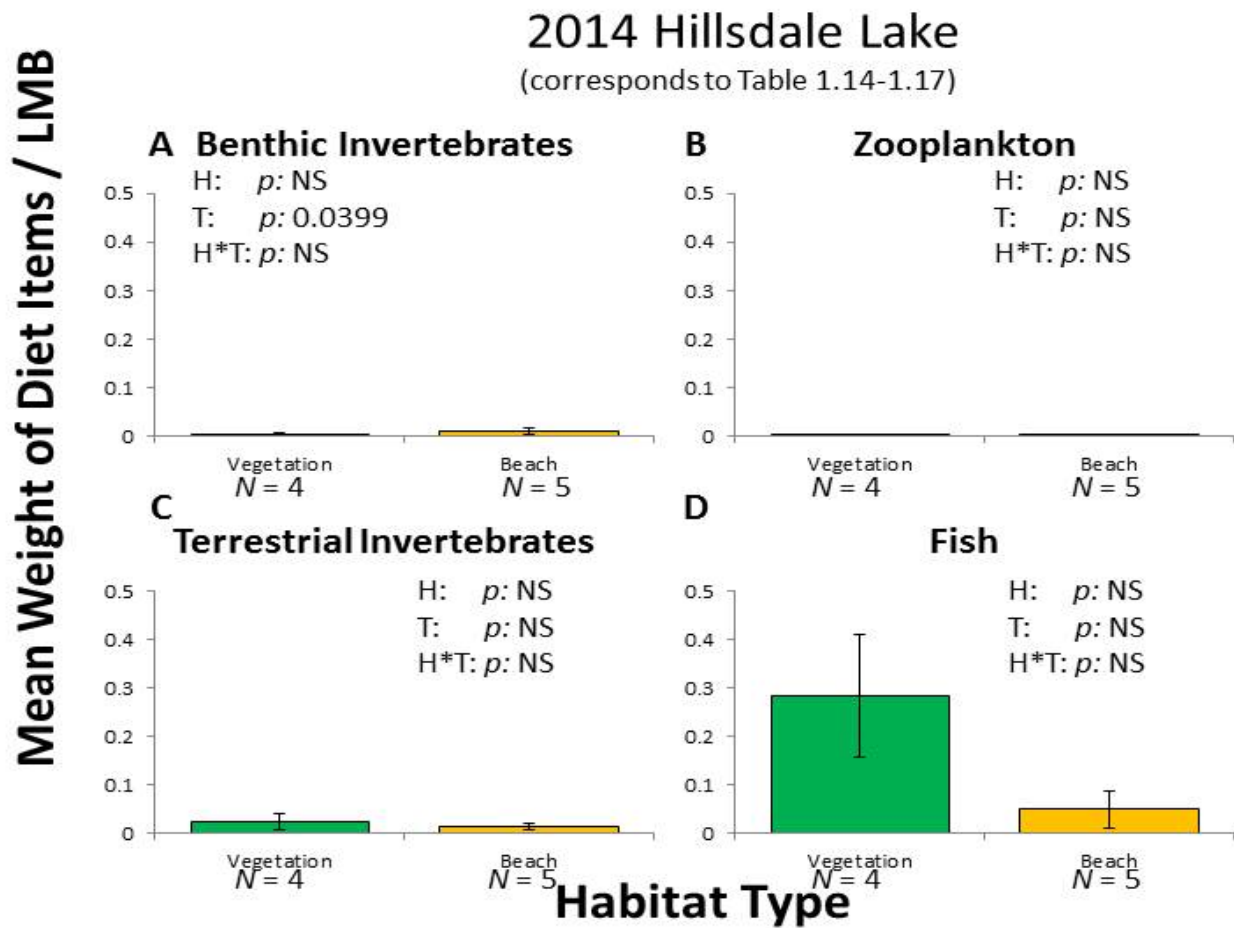 2014 Hillsdale Lake
(corresponds to Table 1.14-1.17)
Mean Weight of Diet Items / LMB
A Benthic Invertebrates
H: p: NS
T: p: 0.0399
H*T: p: NS
0.5
0.4
0.3
0.2
0.1
0
Vegetation
N = 4
Beach
N = 5
B Zooplankton
H: p: NS
T: p: NS
H*T: p: NS
0.5
0.4
0.3
0.2
0.1
0
Vegetation
N = 4
Beach
N = 5
C
Terrestrial Invertebrates
H: p: NS
T: p: NS
H*T: p: NS
0.5
0.4
0.3
0.2
0.1
0
Vegetation
N = 4
Beach
N = 5
D
Fish
H: p: NS
T: p: NS
H*T: p: NS
0.5
0.4
0.3
0.2
0.1
0
Vegetation
N = 4
Beach
N = 5
Habitat Type